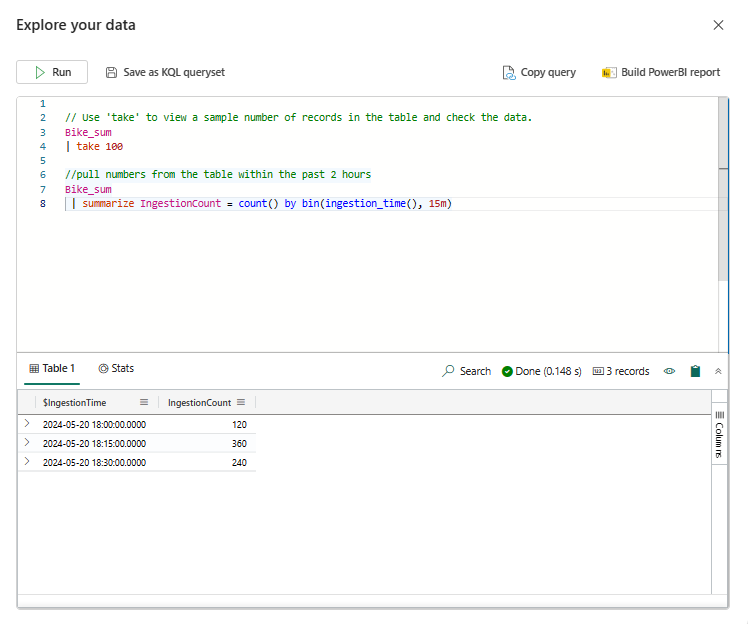 Explore your data
Run
Save as KQL queryset
Copy query
Build PowerBI report
1
2 // Use 'take' to view a sample number of records in the table and check the data.
3 Bike_sum
4 | take 100
5
6 //pull numbers from the table within the past 2 hours
7 Bike_sum
8 | summarize IngestionCount = count() by bin(ingestion_time(), 15m)
Table 1
Stats
Search
Done (0.148 s)
3 records
$IngestionTime IngestionCount
2024-05-20 18:00:00.0000 120
2024-05-20 18:15:00.0000 360
2024-05-20 18:30:00.0000 240
Columns